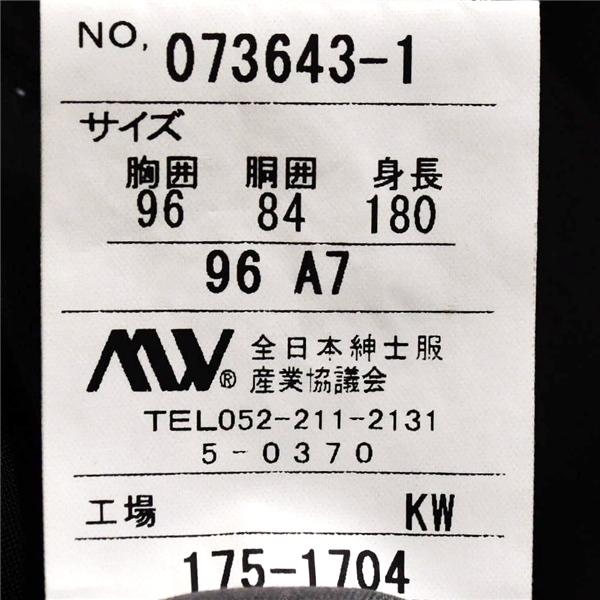 NO. 073643-1
サイズ
胸囲 胴囲 身長
96 84 180
96 A7
MW® 全日本紳士服
産業協議会
TEL052-211-2131
5-0370
工場 KW
175-1704